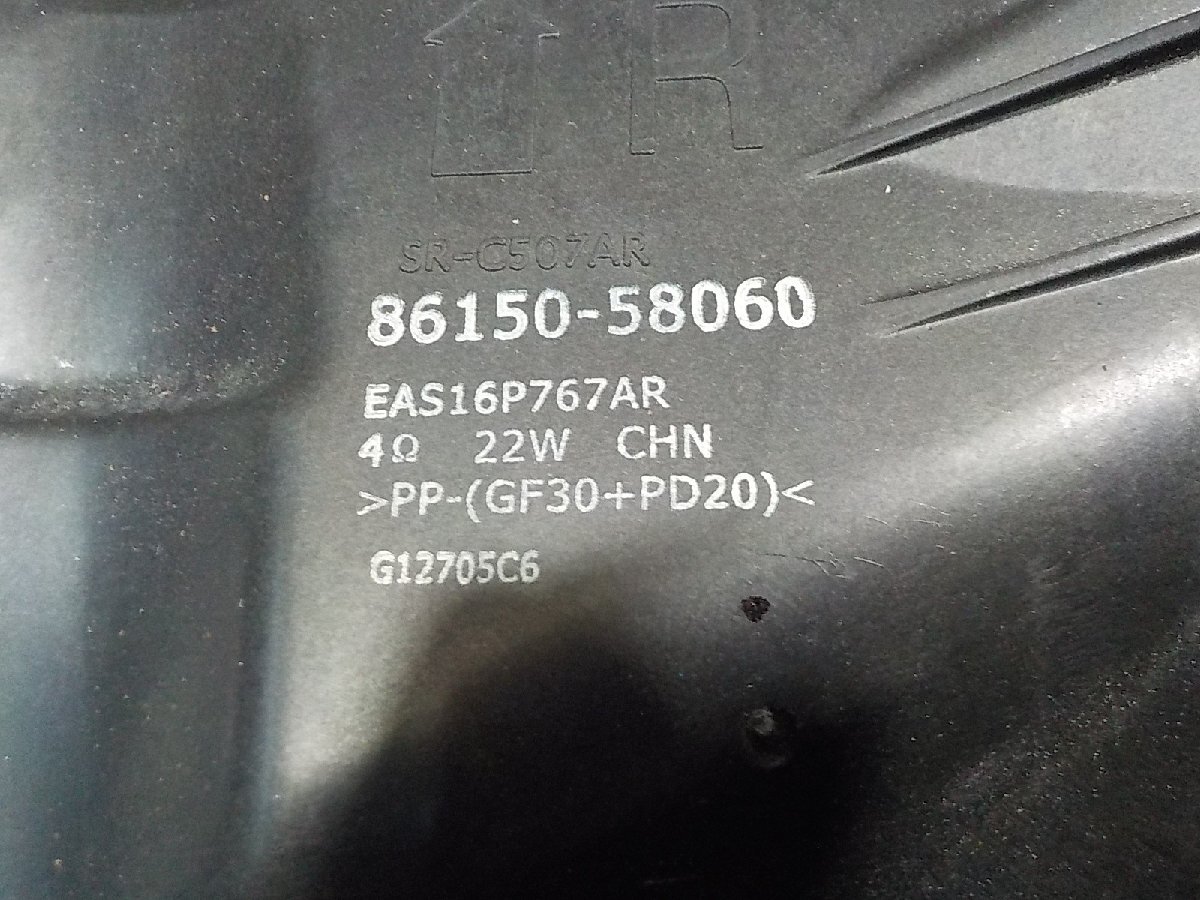 R
SR-C507AR
86150-58060
EAS16P767AR
4Ω 22W CHN
>PP-(GF30+PD20)<
G12705C6